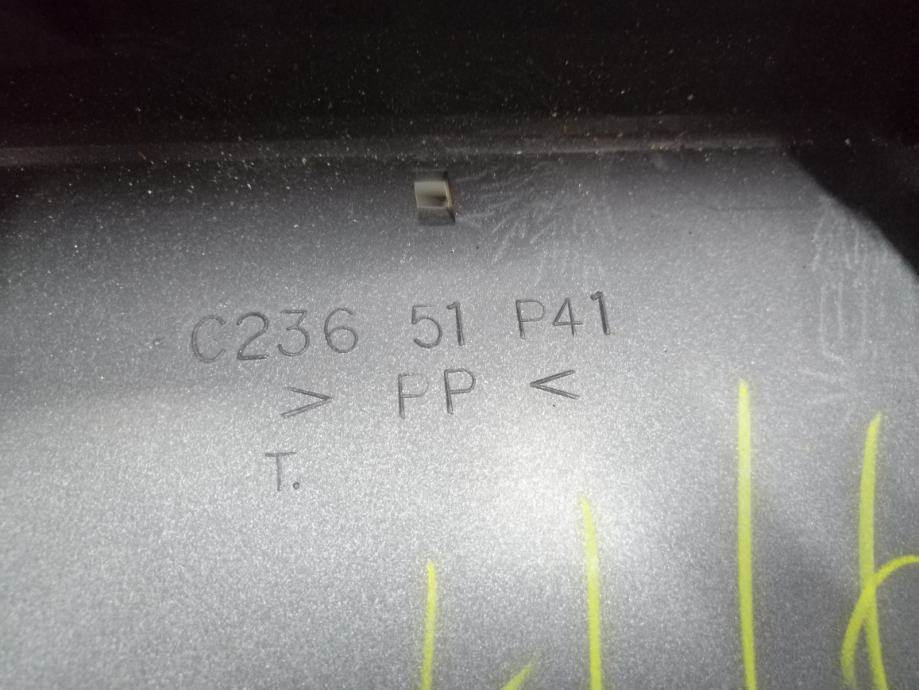 C236 51 P41
> PP <
T.